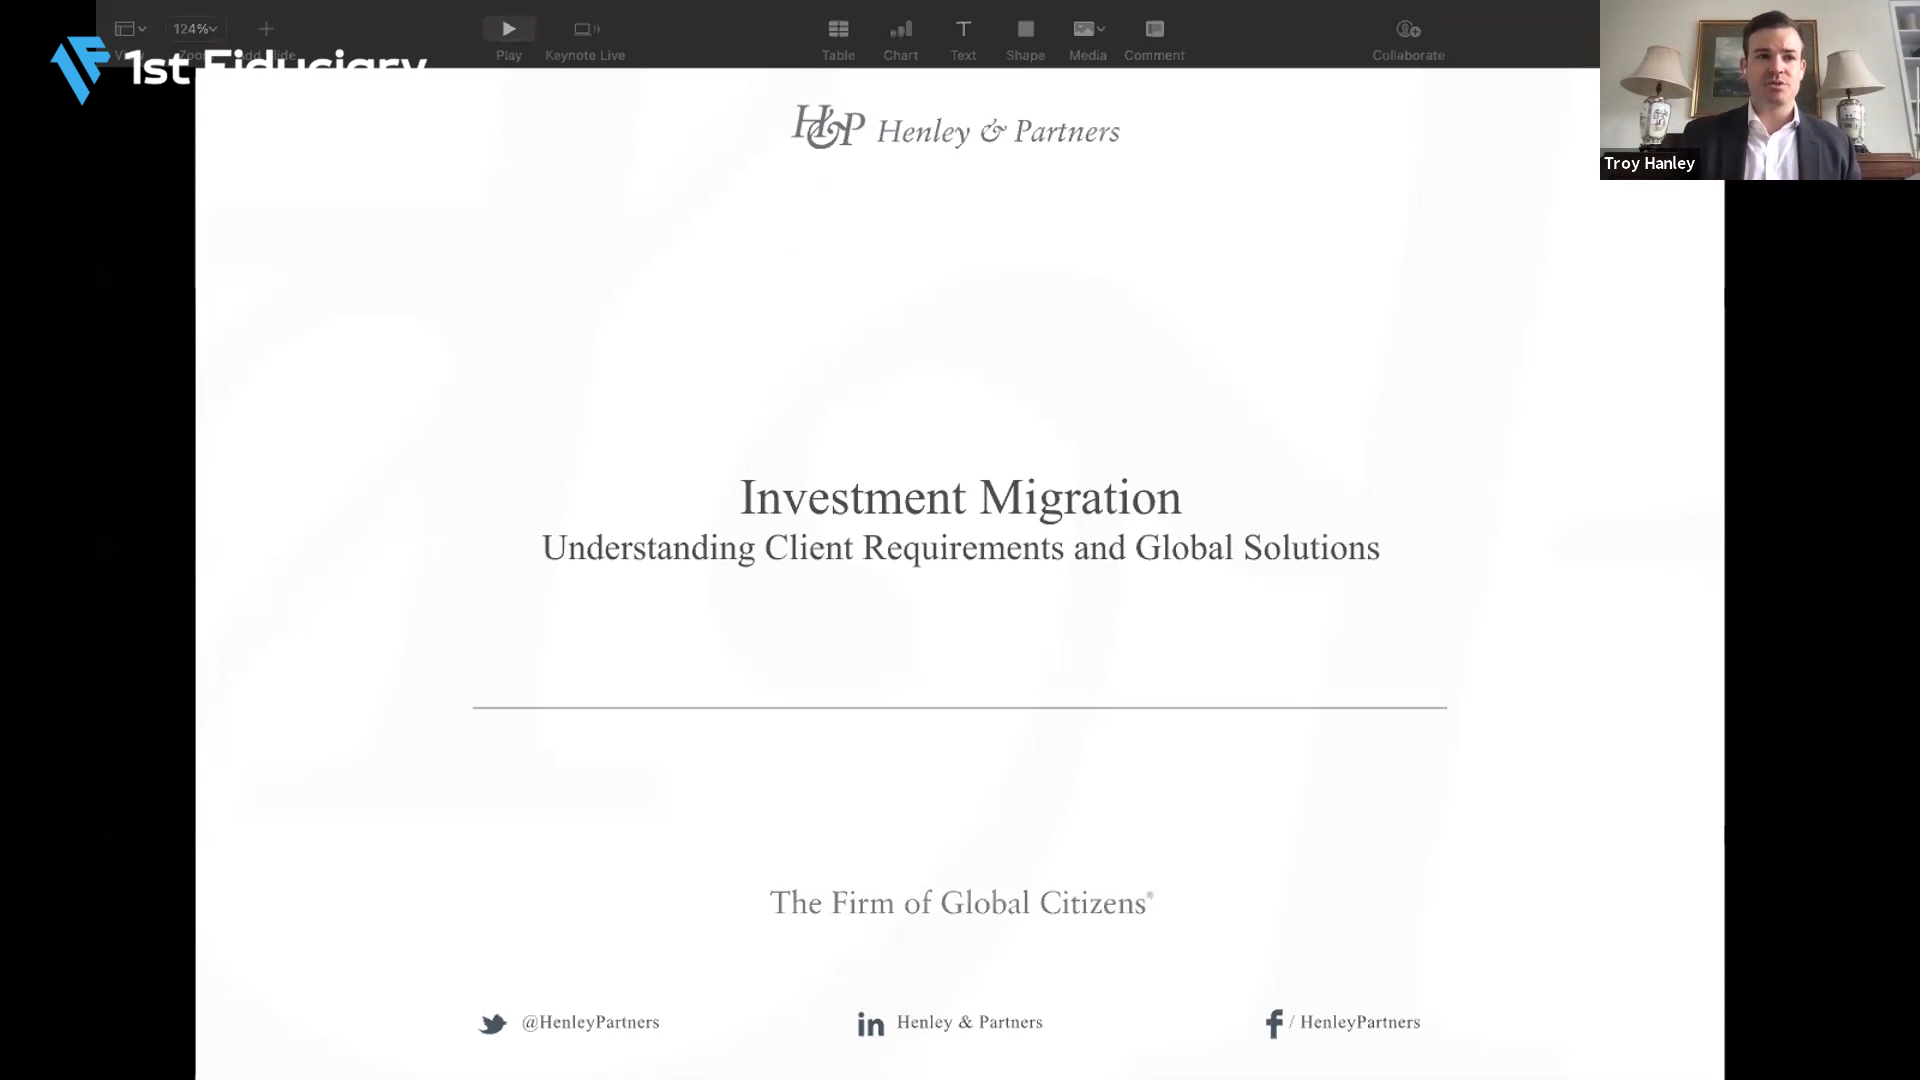 124%
Play
Keynote Live
Table
Chart
Text
Shape
Media
Comment
Collaborate
1st Fiduciary
Troy Hanley
H&P Henley & Partners
Investment Migration
Understanding Client Requirements and Global Solutions
The Firm of Global Citizens®
@HenleyPartners
in Henley & Partners
f / HenleyPartners